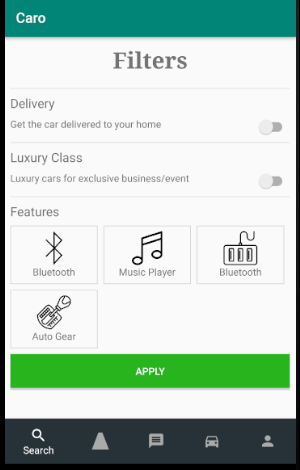 Caro
Filters
Delivery
Get the car delivered to your home
Luxury Class
Luxury cars for exclusive business/event
Features
Bluetooth
Music Player
Bluetooth
Auto Gear
APPLY
Search